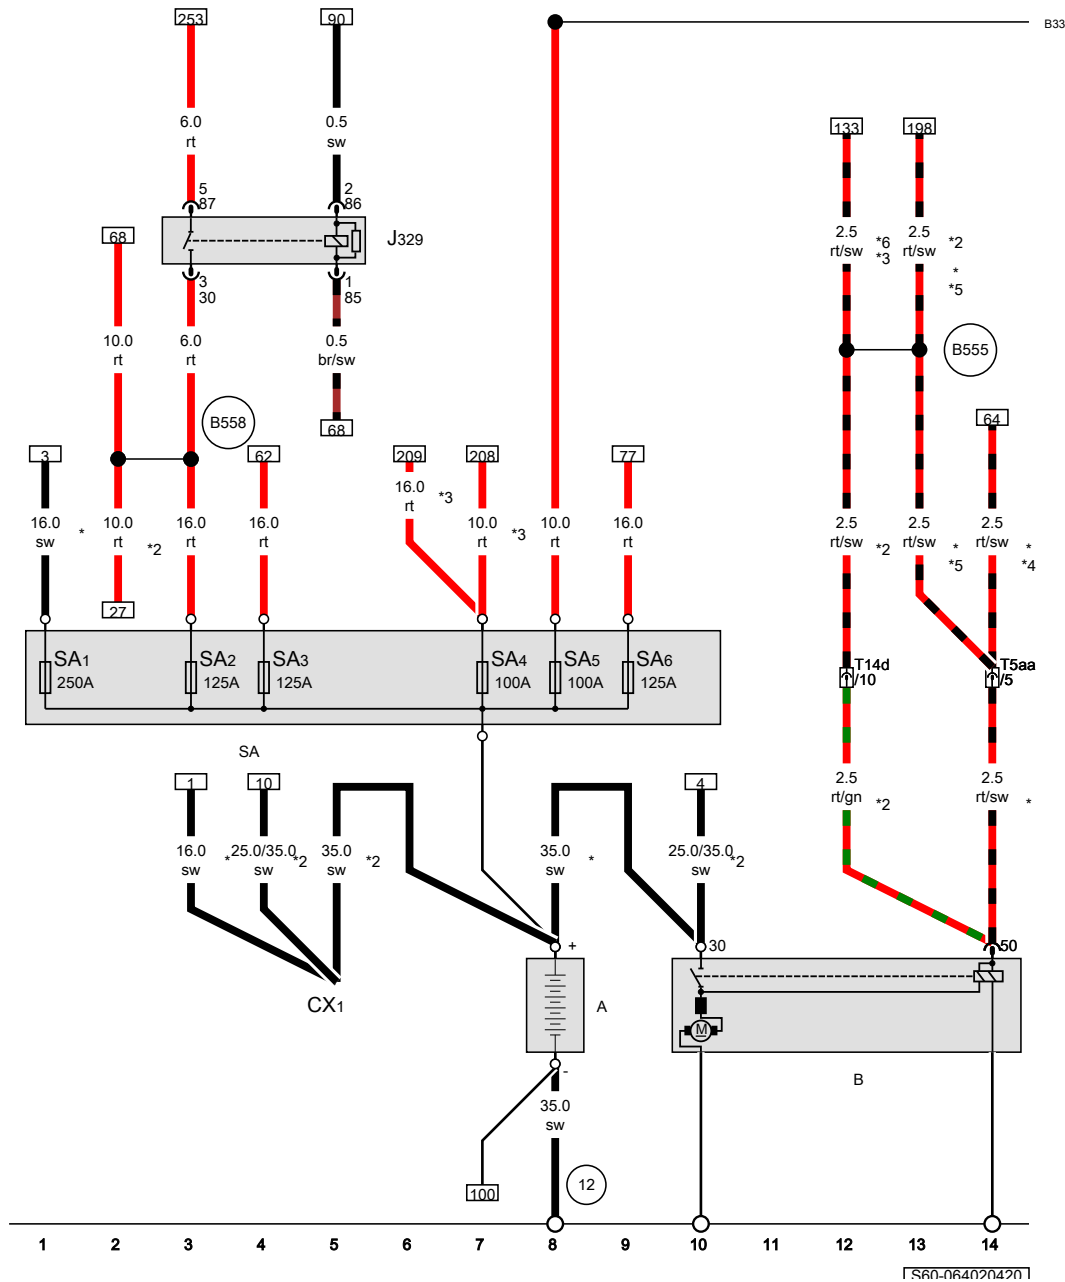 253
90
B33
6.0
rt
0.5
sw
133
198
5
87
2
86
J329
68
2.5
rt/sw
*6
*3
2.5
rt/sw
*2
*
*5
3
30
1
85
10.0
rt
6.0
rt
0.5
br/sw
B555
B558
68
64
3
62
209
208
77
16.0
rt
*3
16.0
sw
*
10.0
rt
*2
16.0
rt
16.0
rt
10.0
rt
*3
10.0
rt
16.0
rt
2.5
rt/sw
*2
2.5
rt/sw
*
*5
2.5
rt/sw
*
*4
27
SA1
250A
SA2
125A
SA3
125A
SA4
100A
SA5
100A
SA6
125A
T14d
/10
T5aa
/5
SA
1
10
4
2.5
rt/gn
*2
2.5
rt/sw
*
16.0
sw
*
25.0/35.0
sw
*2
35.0
sw
*2
35.0
sw
*
25.0/35.0
sw
*2
+
30
50
CX1
A
M
B
-
35.0
sw
100
12
1 2 3 4 5 6 7 8 9 10 11 12 13 14
S60-064020420